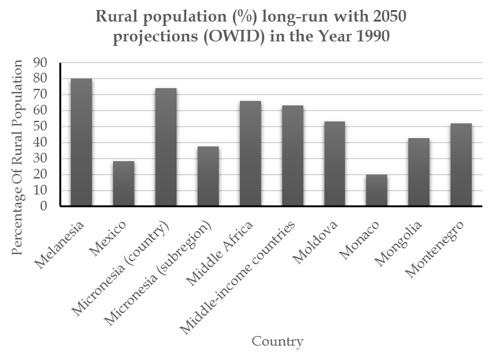 Rural population (%) long-run with 2050
projections (OWID) in the Year 1990
Percentage Of Rural Population
90
80
70
60
50
40
30
20
10
0
Melanesia
Mexico
Micronesia (country)
Micronesia (subregion)
Middle Africa
Middle-income countries
Moldova
Monaco
Mongolia
Montenegro
Country